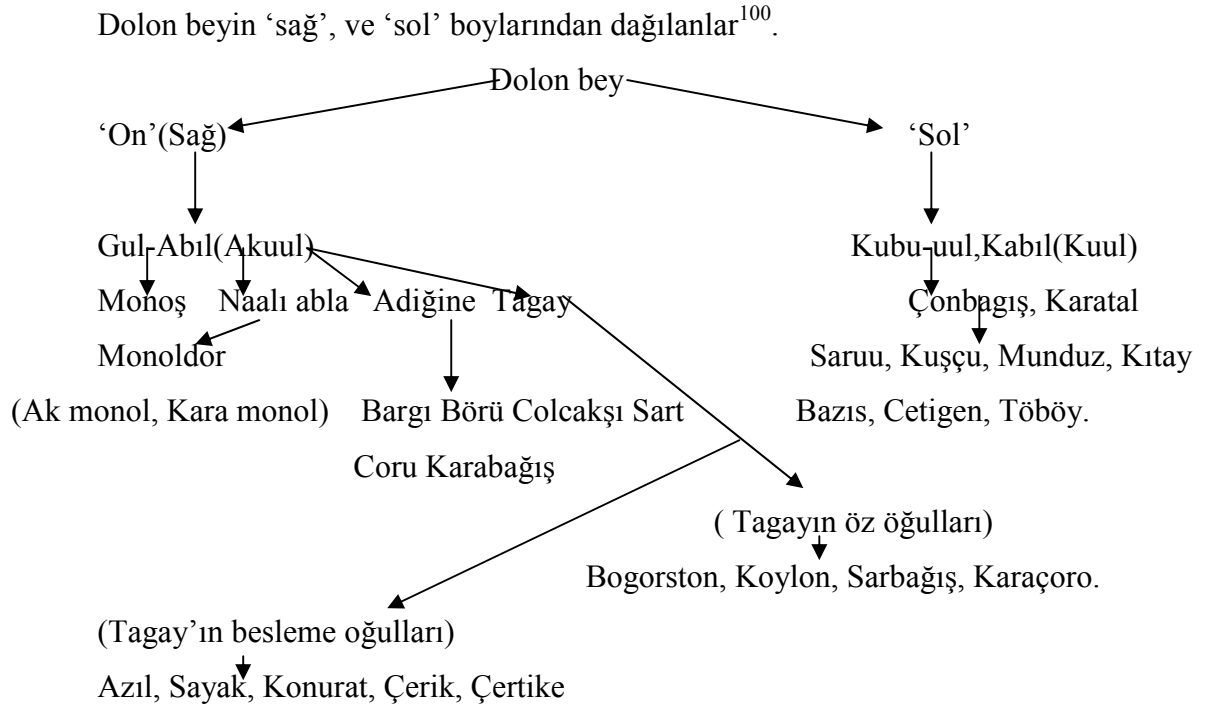 Dolon beyin ‘sağ’, ve ‘sol’ boylarından dağılanlar100.
Dolon bey
‘On’(Sağ) ‘Sol’
Gul-Abıl(Akuul) Kubu-uul,Kabıl(Kuul)
Monoş Naalı abla Adiğine Tagay Çonbagış, Karatal
Monoldor Saruu, Kuşçu, Munduz, Kıtay
(Ak monol, Kara monol) Bargı Börü Colcakşı Sart Bazıs, Cetigen, Töböy.
Coru Karabağış
( Tagayın öz öğulları)
Bogorston, Koylon, Sarbağış, Karaçoro.
(Tagay’ın besleme oğulları)
Azıl, Sayak, Konurat, Çerik, Çertike